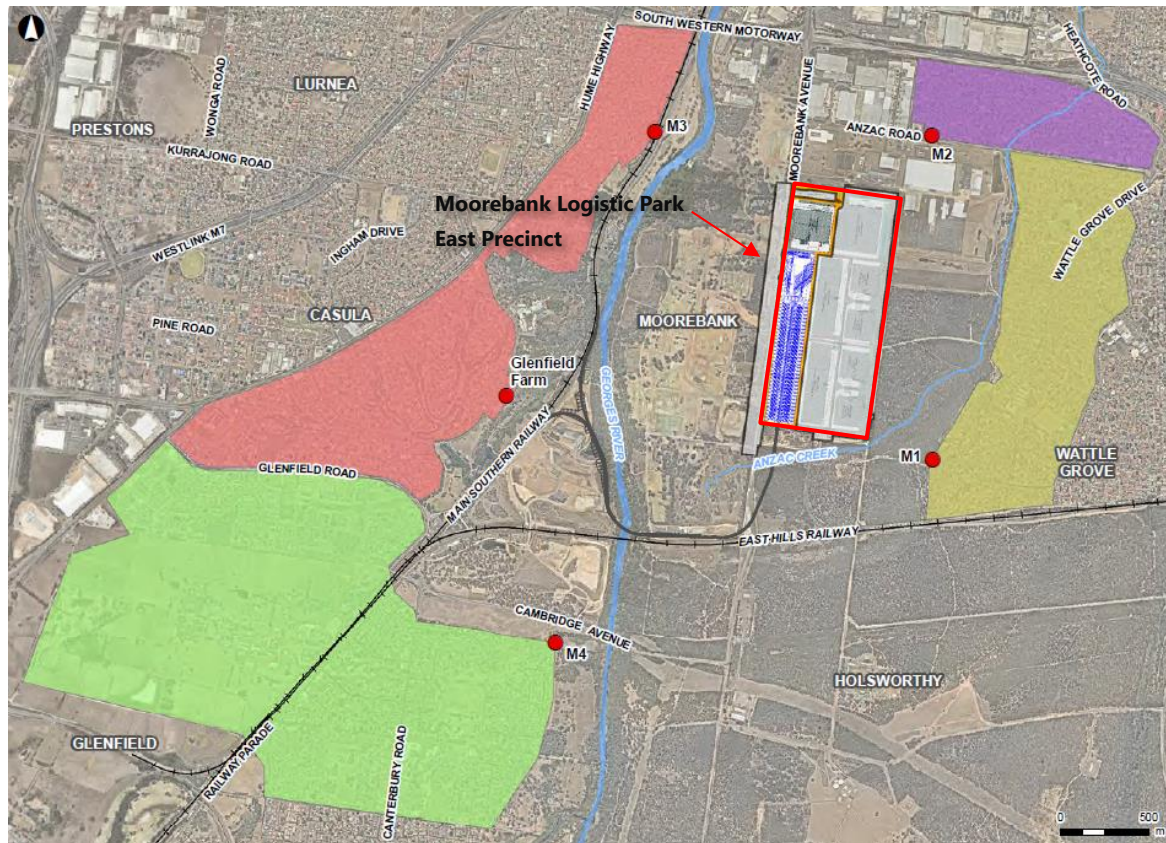 SOUTH WESTERN MOTORWAY
HUME HIGHWAY
MOOREBANK AVENUE
HEATHCOTE ROAD
WONGA ROAD
LURNEA
PRESTONS
KURRAJONG ROAD
M3
ANZAC ROAD
M2
WESTLINK M7
INGHAM DRIVE
Moorebank Logistic Park
East Precinct
WATTLE GROVE DRIVE
CASULA
PINE ROAD
MOOREBANK
Glenfield
Farm
GEORGES RIVER
MAIN SOUTHERN RAILWAY
GLENFIELD ROAD
ANZAC CREEK
M1
WATTLE
GROVE
EAST HILLS RAILWAY
CAMBRIDGE AVENUE
M4
HOLSWORTHY
GLENFIELD
RAILWAY PARADE
CANTERBURY ROAD
0 500
m